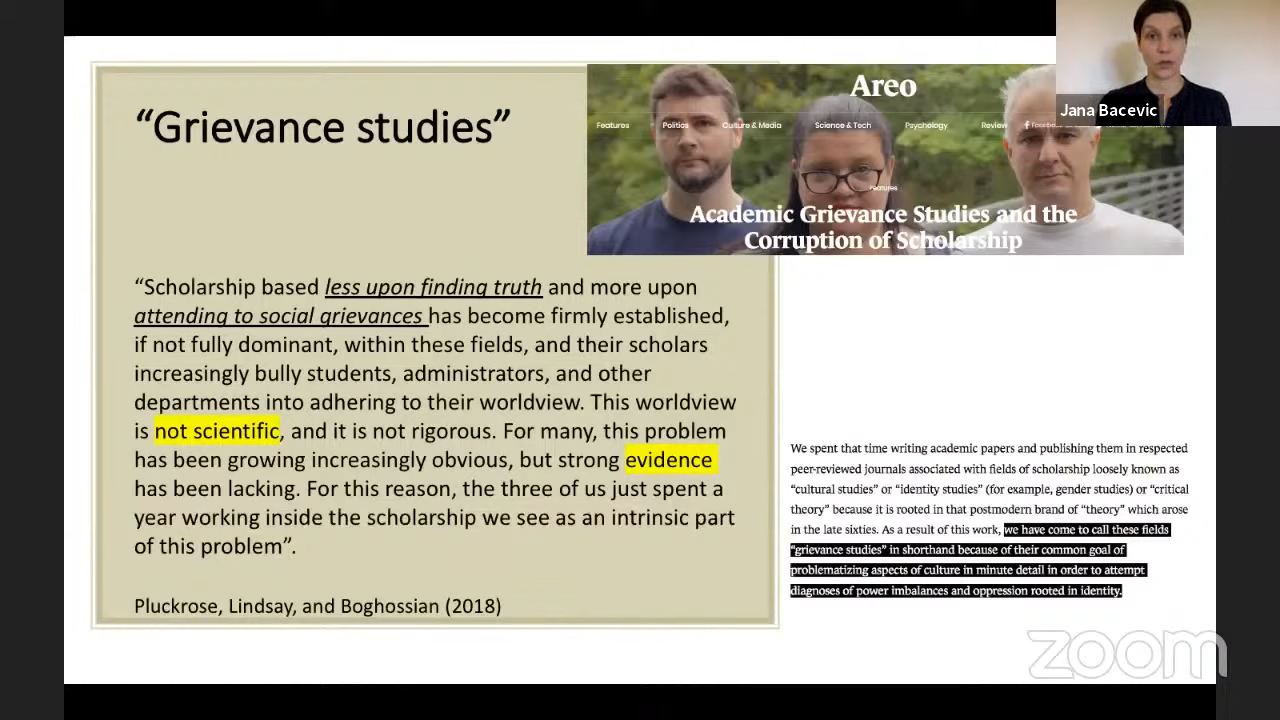 “Grievance studies”
Areo
Jana Bacevic
Features
Politics
Culture & Media
Science & Tech
Psychology
Features
Academic Grievance Studies and the
Corruption of Scholarship
“Scholarship based less upon finding truth and more upon
attending to social grievances has become firmly established,
if not fully dominant, within these fields, and their scholars
increasingly bully students, administrators, and other
departments into adhering to their worldview. This worldview
is not scientific, and it is not rigorous. For many, this problem
has been growing increasingly obvious, but strong evidence
has been lacking. For this reason, the three of us just spent a
year working inside the scholarship we see as an intrinsic part
of this problem”.
Pluckrose, Lindsay, and Boghossian (2018)
We spent that time writing academic papers and publishing them in respected
peer-reviewed journals associated with fields of scholarship loosely known as
“cultural studies” or “identity studies” (for example, gender studies) or “critical
theory” because it is rooted in that postmodern brand of “theory” which arose
in the late sixties. As a result of this work, we have come to call these fields
“grievance studies” in shorthand because of their common goal of
problematizing aspects of culture in minute detail in order to attempt
diagnoses of power imbalances and oppression rooted in identity.
zoom